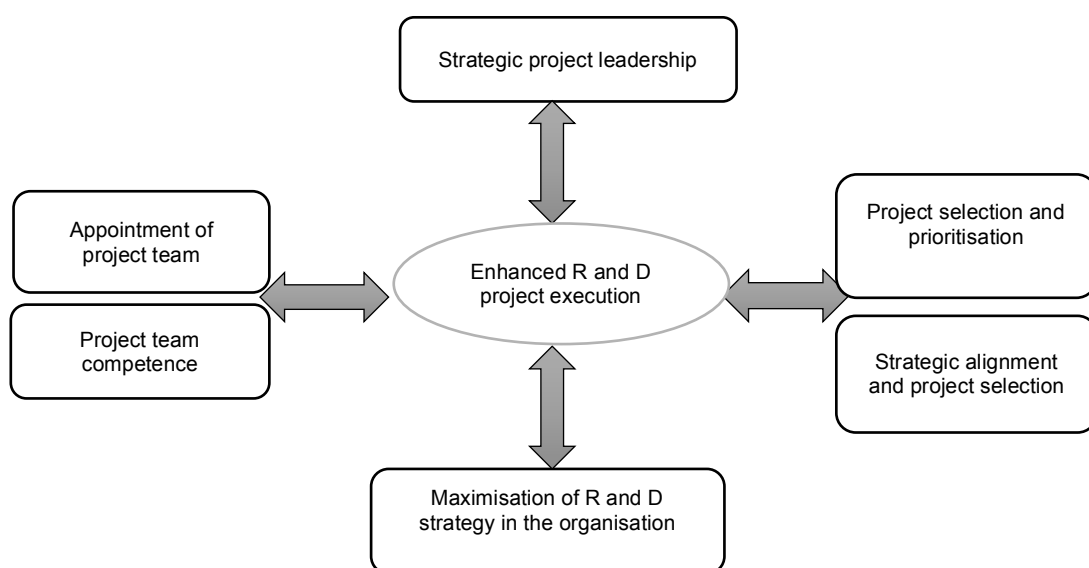 Strategic project leadership
Appointment of
project team
Project selection and
prioritisation
Enhanced R and D
project execution
Project team
competence
Strategic alignment
and project selection
Maximisation of R and D
strategy in the organisation